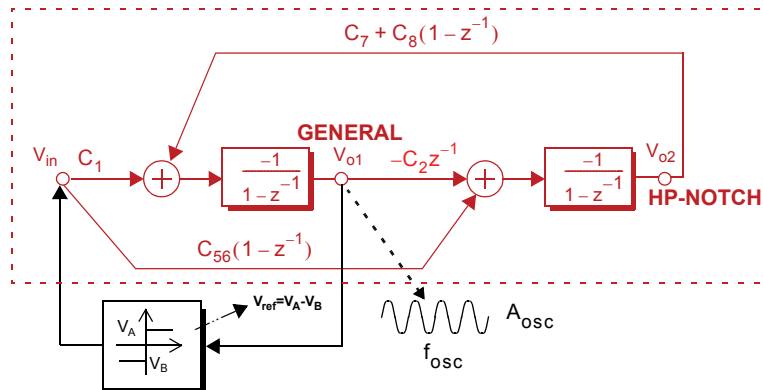 C7 + C8(1–z-1)
GENERAL
Vin
C1
+
-1
1–z-1
Vo1
–C2z-1
+
-1
1–z-1
Vo2
HP-NOTCH
C56(1–z-1)
VA
VB
Vref=VA-VB
Aosc
fosc